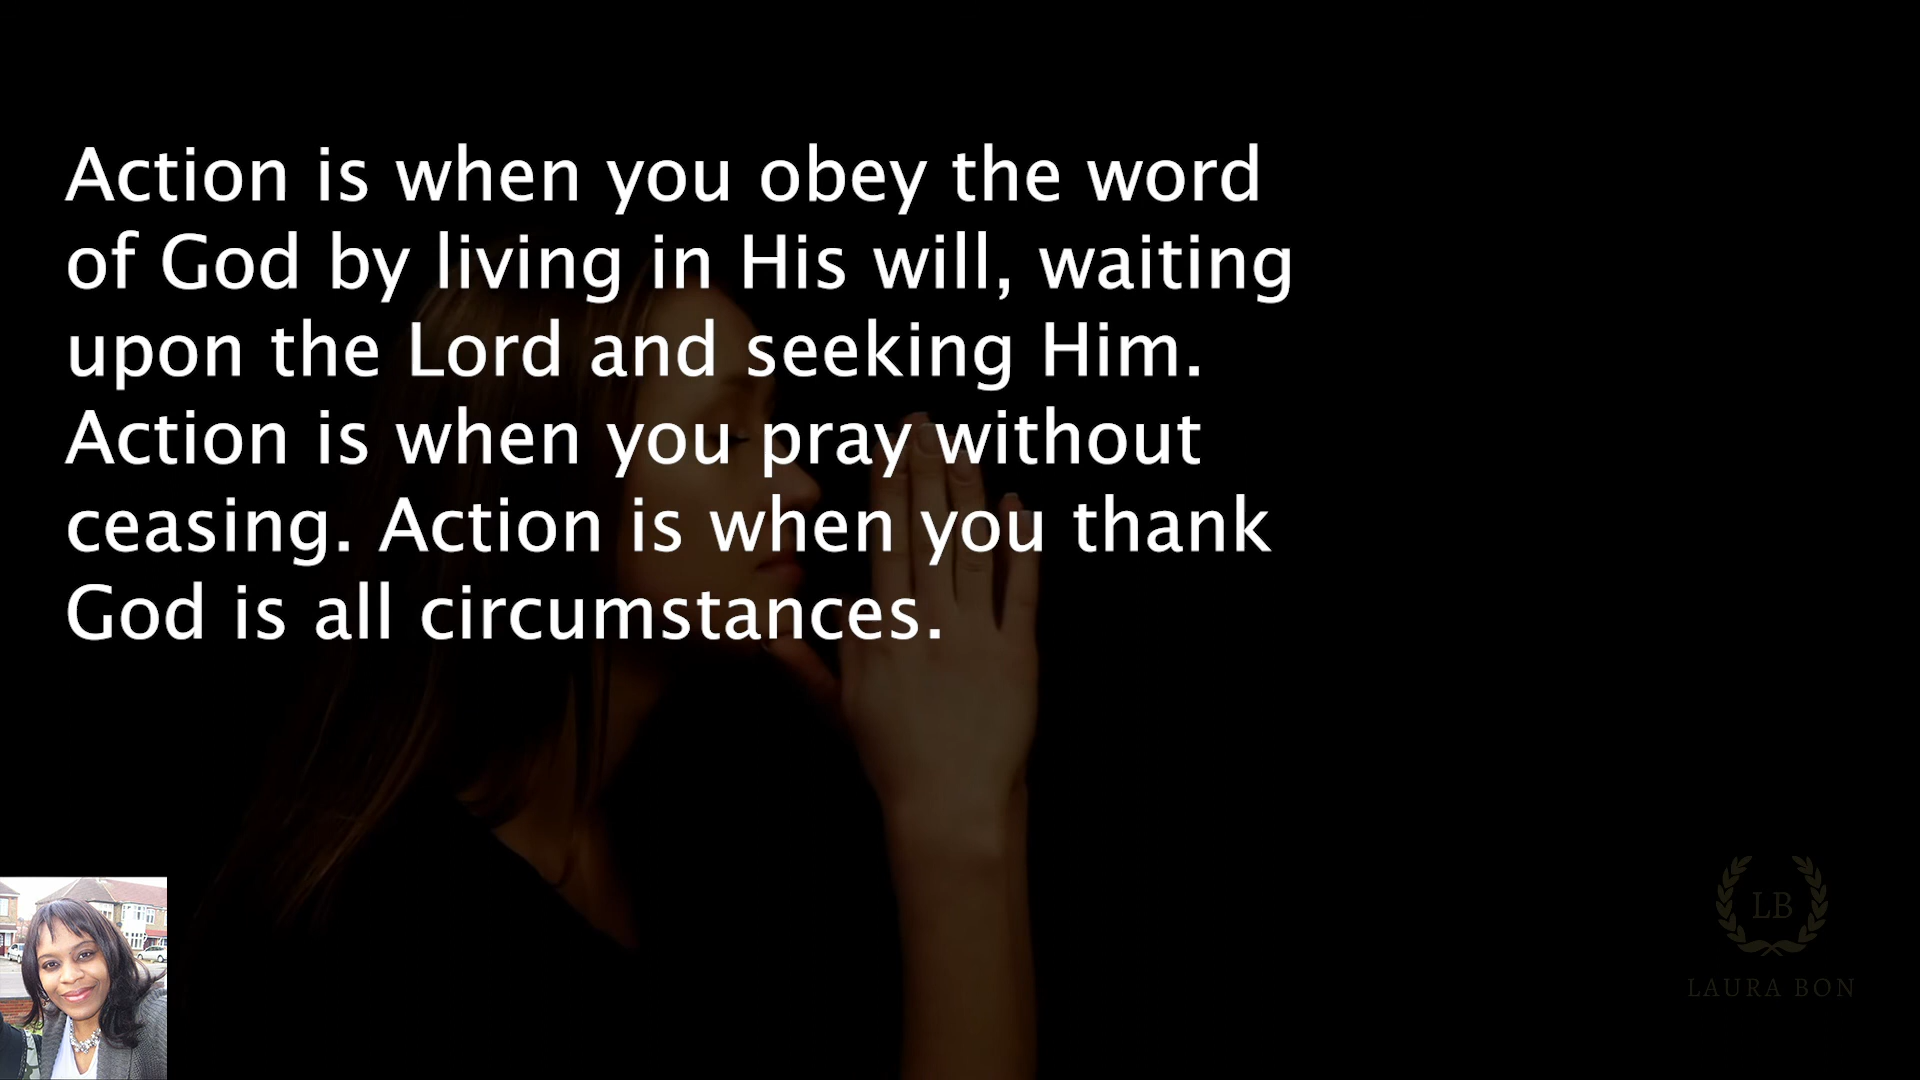 Action is when you obey the word
of God by living in His will, waiting
upon the Lord and seeking Him.
Action is when you pray without
ceasing. Action is when you thank
God is all circumstances.
LB
LAURA BON